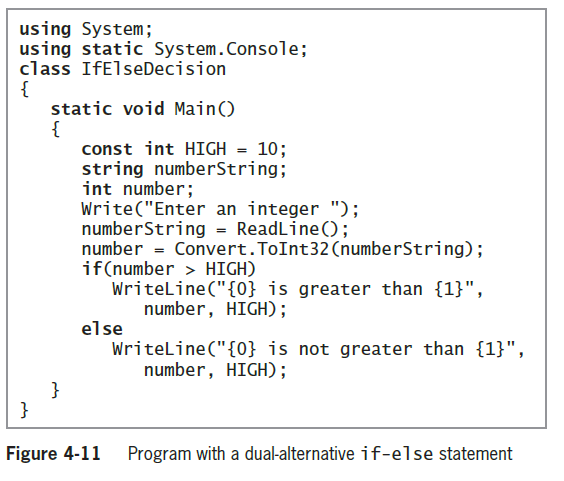 using System;
using static System.Console;
class IfElseDecision
{
   static void Main()
   {
      const int HIGH = 10;
      string numberString;
      int number;
      Write("Enter an integer ");
      numberString = ReadLine();
      number = Convert.ToInt32(numberString);
      if(number > HIGH)
         WriteLine("{0} is greater than {1}",
            number, HIGH);
      else
         WriteLine("{0} is not greater than {1}",
            number, HIGH);
   }
}
Figure 4-11 Program with a dual-alternative if-else statement